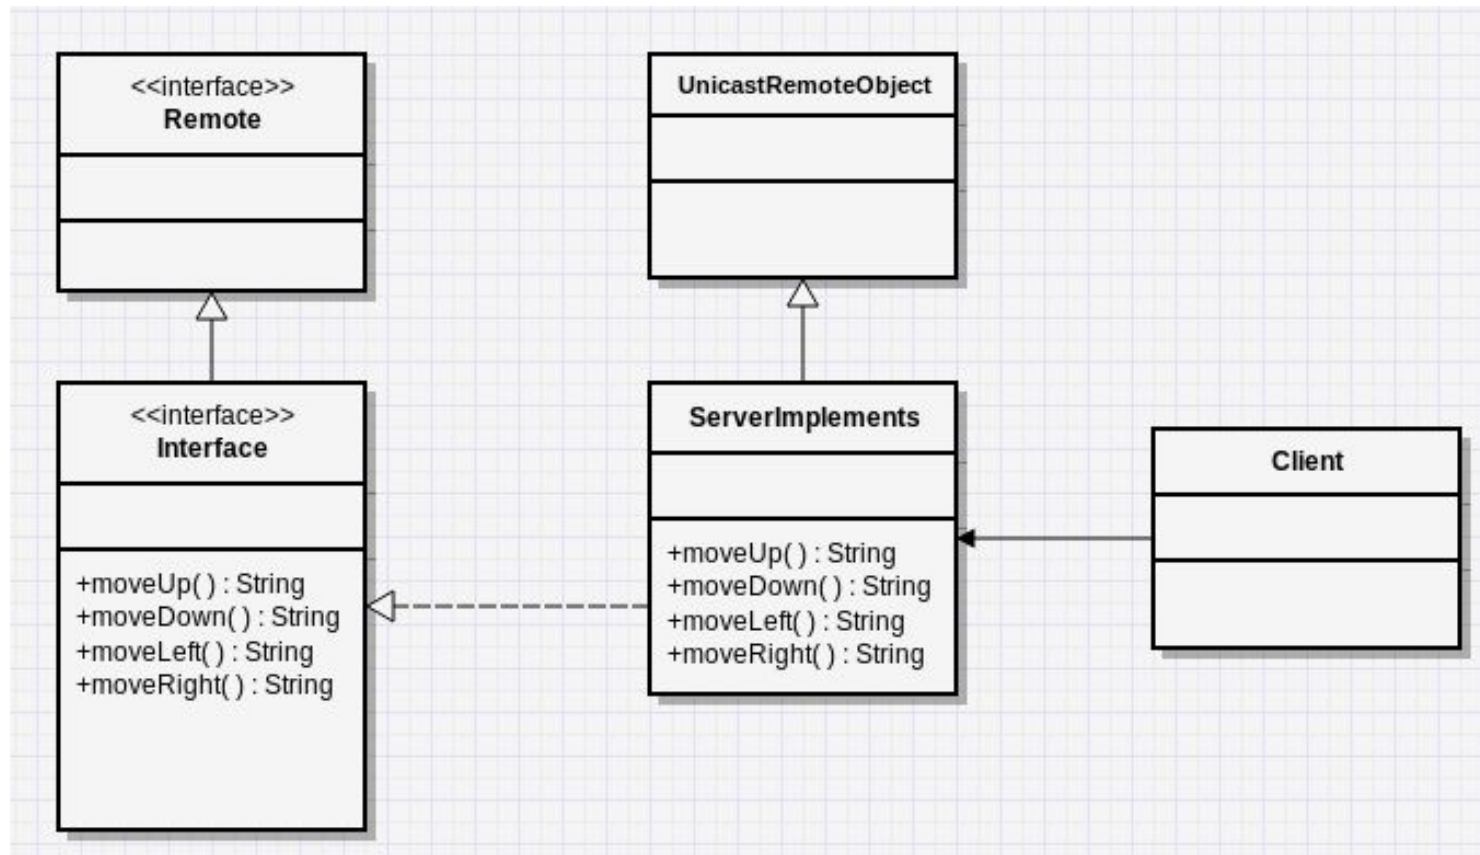 <<interface>>
Remote
UnicastRemoteObject
<<interface>>
Interface
+moveUp( ) : String
+moveDown( ) : String
+moveLeft( ) : String
+moveRight( ) : String
ServerImplements
+moveUp( ) : String
+moveDown( ) : String
+moveLeft( ) : String
+moveRight( ) : String
Client